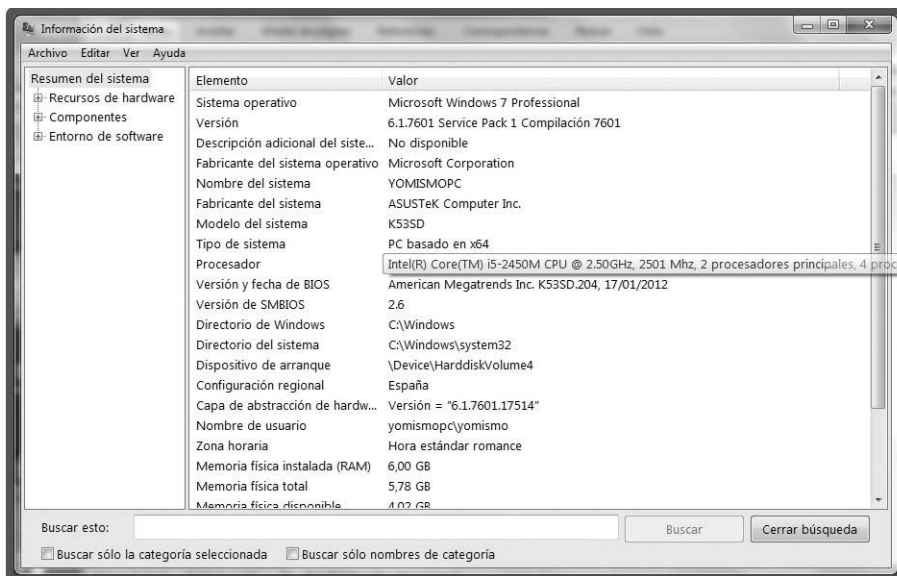 Información del sistema
Archivo Editar Ver Ayuda
Resumen del sistema
Recursos de hardware
Componentes
Entorno de software
Elemento Valor
Sistema operativo Microsoft Windows 7 Professional
Versión 6.1.7601 Service Pack 1 Compilación 7601
Descripción adicional del siste... No disponible
Fabricante del sistema operativo Microsoft Corporation
Nombre del sistema YOMISMOPC
Fabricante del sistema ASUSTeK Computer Inc.
Modelo del sistema K53SD
Tipo de sistema PC basado en x64
Procesador Intel(R) Core(TM) i5-2450M CPU @ 2.50GHz, 2501 Mhz, 2 procesadores principales, 4 proc
Versión y fecha de BIOS American Megatrends Inc. K53SD.204, 17/01/2012
Versión de SMBIOS 2.6
Directorio de Windows C:\Windows
Directorio del sistema C:\Windows\system32
Dispositivo de arranque \Device\HarddiskVolume4
Configuración regional España
Capa de abstracción de hardw... Versión = "6.1.7601.17514"
Nombre de usuario yomismopc\yomismo
Zona horaria Hora estándar romance
Memoria física instalada (RAM) 6,00 GB
Memoria física total 5,78 GB
Memoria física disponible 4,02 GB
Buscar esto: Buscar Cerrar búsqueda
Buscar sólo la categoría seleccionada Buscar sólo nombres de categoría